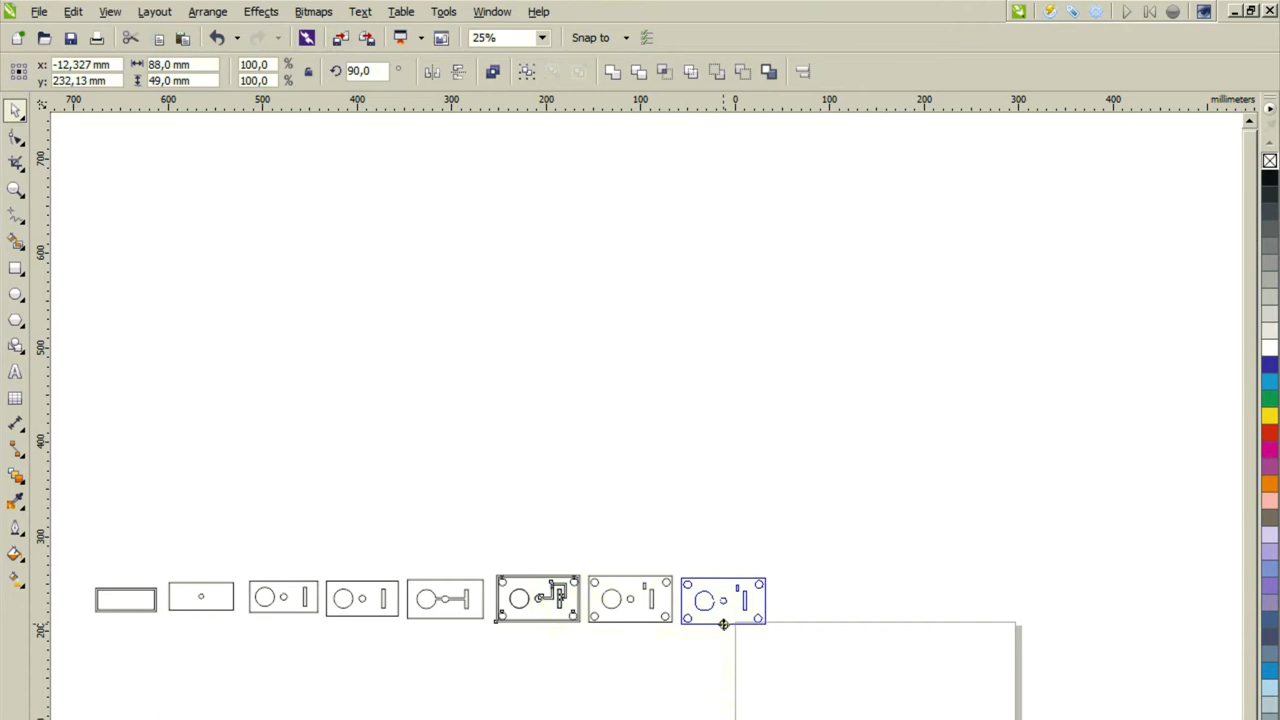 File Edit View Layout Arrange Effects Bitmaps Text Table Tools Window Help
25% Snap to
x: -12,327 mm 88,0 mm 100,0 % 90,0 °
y: 232,13 mm 49,0 mm 100,0 %
700 600 500 400 300 200 100 0 100 200 300 400 millimeters
700
600
500
400
300
200